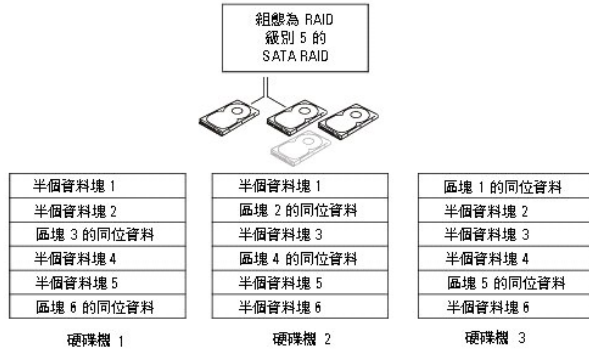 組態為 RAID
級別 5 的
SATA RAID
半個資料塊 1
半個資料塊 2
區塊 3 的同位資料
半個資料塊 4
半個資料塊 5
區塊 6 的同位資料
硬碟機 1
半個資料塊 1
區塊 2 的同位資料
半個資料塊 3
區塊 4 的同位資料
半個資料塊 5
半個資料塊 6
硬碟機 2
區塊 1 的同位資料
半個資料塊 2
半個資料塊 3
半個資料塊 4
區塊 5 的同位資料
半個資料塊 6
硬碟機 3